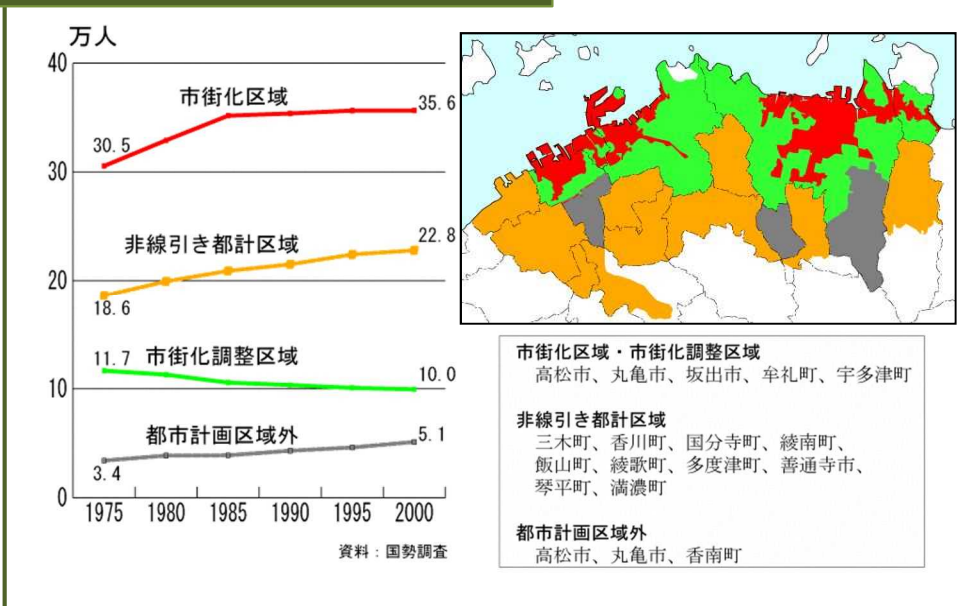 万人
40
30
20
10
0
市街化区域
30.5
35.6
非線引き都計区域
18.6
22.8
市街化調整区域
11.7
10.0
都市計画区域外
3.4
5.1
1975 1980 1985 1990 1995 2000
資料：国勢調査
市街化区域・市街化調整区域
高松市、丸亀市、坂出市、牟礼町、宇多津町
非線引き都計区域
三木町、香川町、国分寺町、綾南町、
飯山町、綾歌町、多度津町、善通寺市、
琴平町、満濃町
都市計画区域外
高松市、丸亀市、香南町